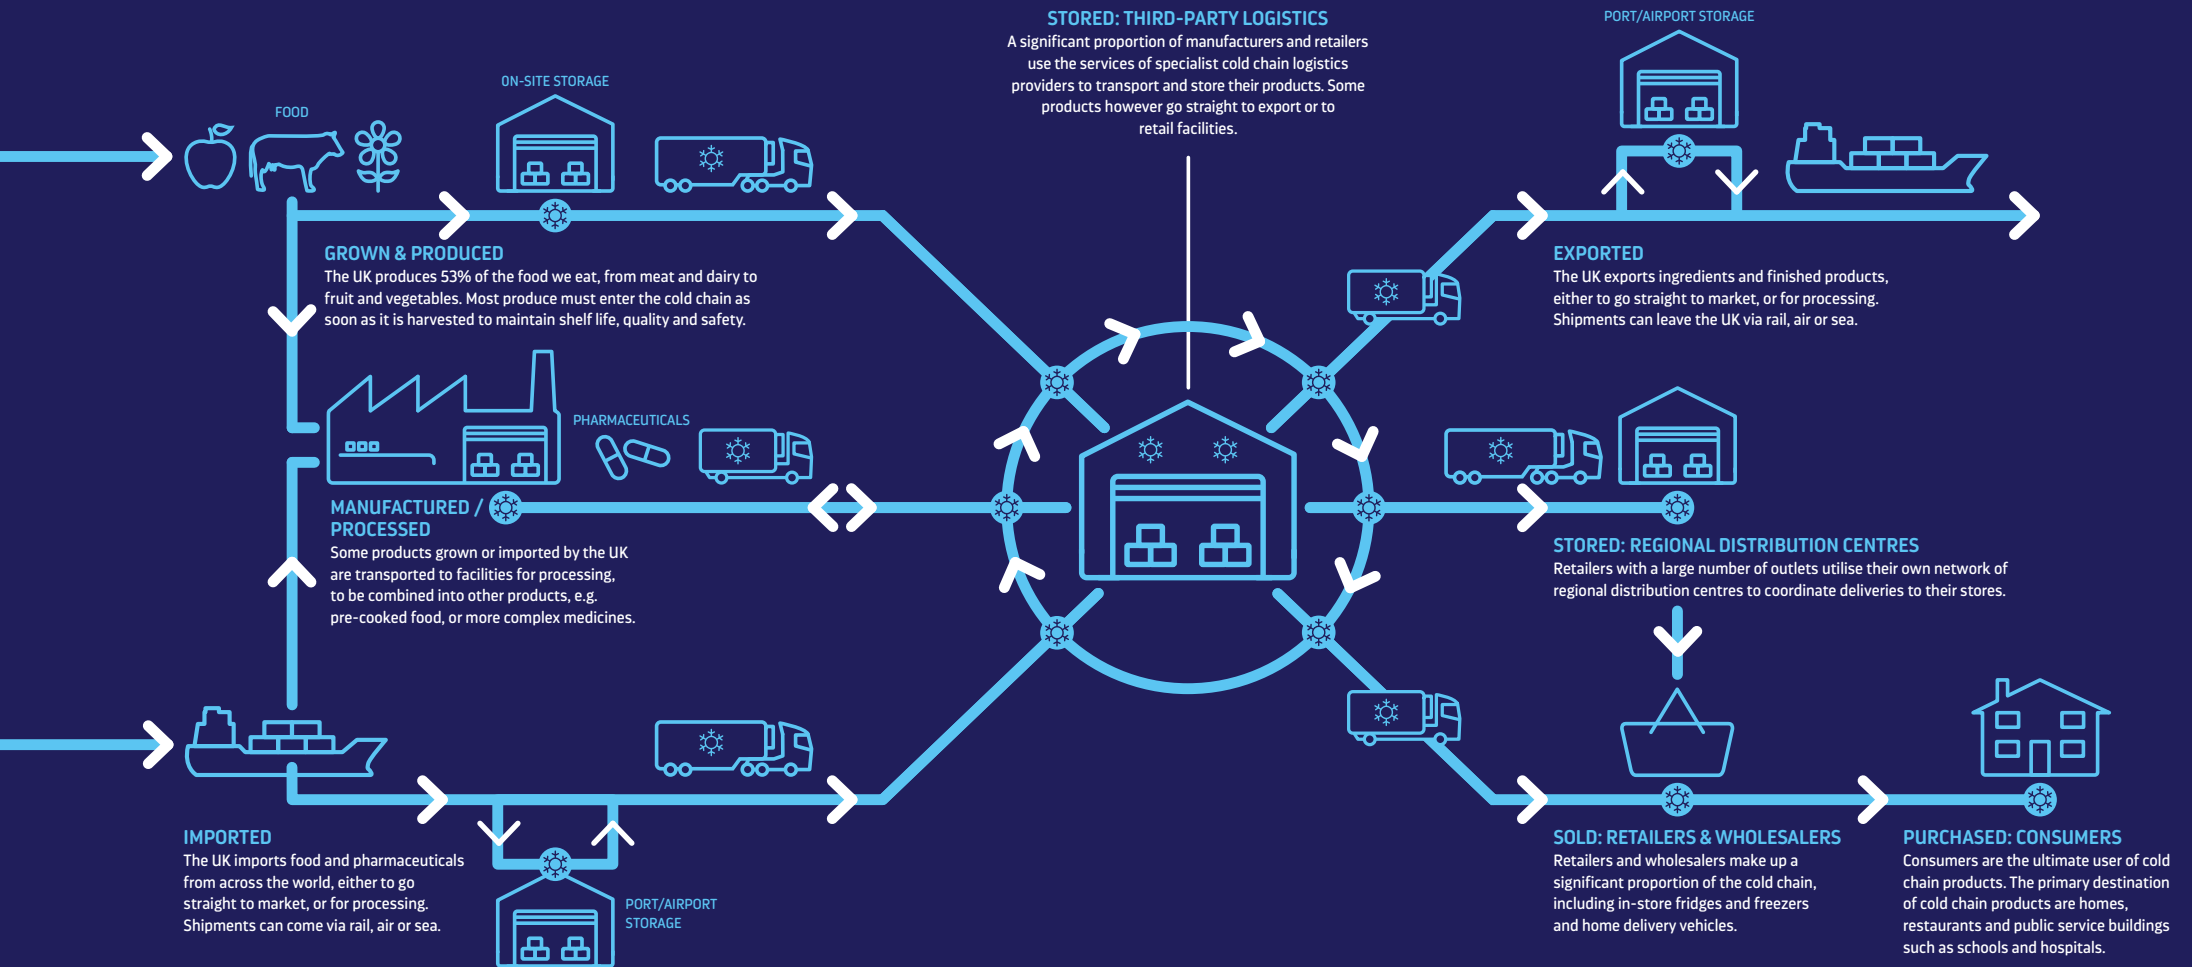 STORED: THIRD-PARTY LOGISTICS
A significant proportion of manufacturers and retailers
use the services of specialist cold chain logistics
providers to transport and store their products. Some
products however go straight to export or to
retail facilities.
PORT/AIRPORT STORAGE
ON-SITE STORAGE
FOOD
GROWN & PRODUCED
The UK produces 53% of the food we eat, from meat and dairy to
fruit and vegetables. Most produce must enter the cold chain as
soon as it is harvested to maintain shelf life, quality and safety.
EXPORTED
The UK exports ingredients and finished products,
either to go straight to market, or for processing.
Shipments can leave the UK via rail, air or sea.
PHARMACEUTICALS
MANUFACTURED /
PROCESSED
Some products grown or imported by the UK
are transported to facilities for processing,
to be combined into other products, e.g.
pre-cooked food, or more complex medicines.
STORED: REGIONAL DISTRIBUTION CENTRES
Retailers with a large number of outlets utilise their own network of
regional distribution centres to coordinate deliveries to their stores.
IMPORTED
The UK imports food and pharmaceuticals
from across the world, either to go
straight to market, or for processing.
Shipments can come via rail, air or sea.
PORT/AIRPORT
STORAGE
SOLD: RETAILERS & WHOLESALERS
Retailers and wholesalers make up a
significant proportion of the cold chain,
including in-store fridges and freezers
and home delivery vehicles.
PURCHASED: CONSUMERS
Consumers are the ultimate user of cold
chain products. The primary destination
of cold chain products are homes,
restaurants and public service buildings
such as schools and hospitals.